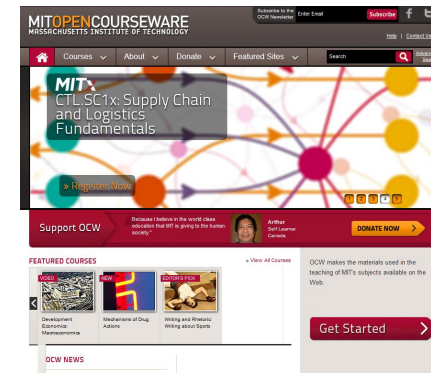 MITOPENCOURSEWARE
MASSACHUSETTS INSTITUTE OF TECHNOLOGY
Subscribe to the
OCW Newsletter
Enter Email
Subscribe
Help | Contact Us
Courses
About
Donate
Featured Sites
Search
MITx
CTL.SC1x: Supply Chain
and Logistics
Fundamentals
» Register Now
1 2 3 4 5
Support OCW
Because I believe in the world class
education that MIT is giving to the human
society."
Arthur
Self Learner
Canada
DONATE NOW
FEATURED COURSES
» View All Courses
VIDEO
NEW
EDITOR'S PICK
Development
Economics:
Macroeconomics
Mechanisms of Drug
Actions
Writing and Rhetoric:
Writing about Sports
OCW makes the materials used in the
teaching of MIT's subjects available on the
Web.
Get Started
OCW NEWS